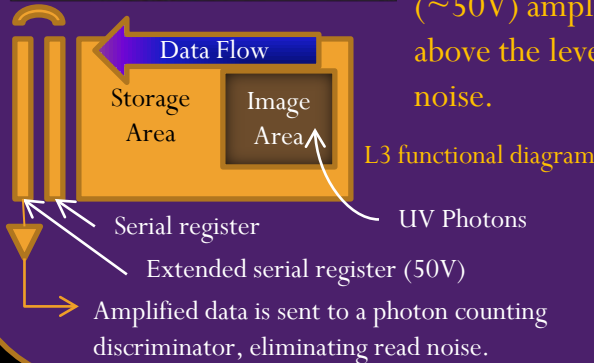 (~50V) ampl
above the leve
noise.
Data Flow
Storage
Area
Image
Area
L3 functional diagram
UV Photons
Serial register
Extended serial register (50V)
Amplified data is sent to a photon counting
discriminator, eliminating read noise.